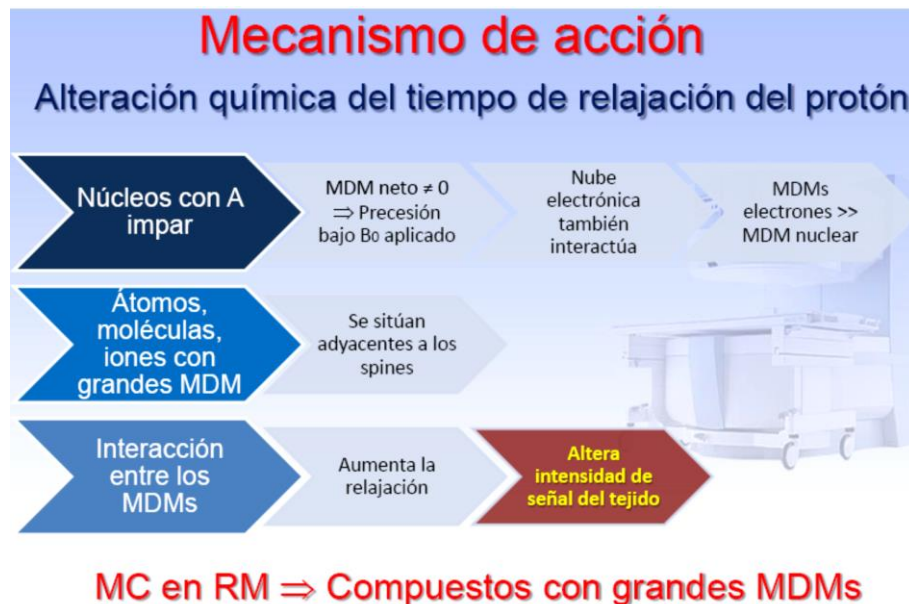 Mecanismo de acción
Alteración química del tiempo de relajación del protón
Núcleos con A
impar
MDM neto ≠ 0
⇒ Precesión
bajo B₀ aplicado
Nube
electrónica
también
interactúa
MDMs
electrones >>
MDM nuclear
Átomos,
moléculas,
iones con
grandes MDM
Se sitúan
adyacentes a los
spines
Interacción
entre los
MDMs
Aumenta la
relajación
Altera
intensidad de
señal del tejido
MC en RM ⇒ Compuestos con grandes MDMs